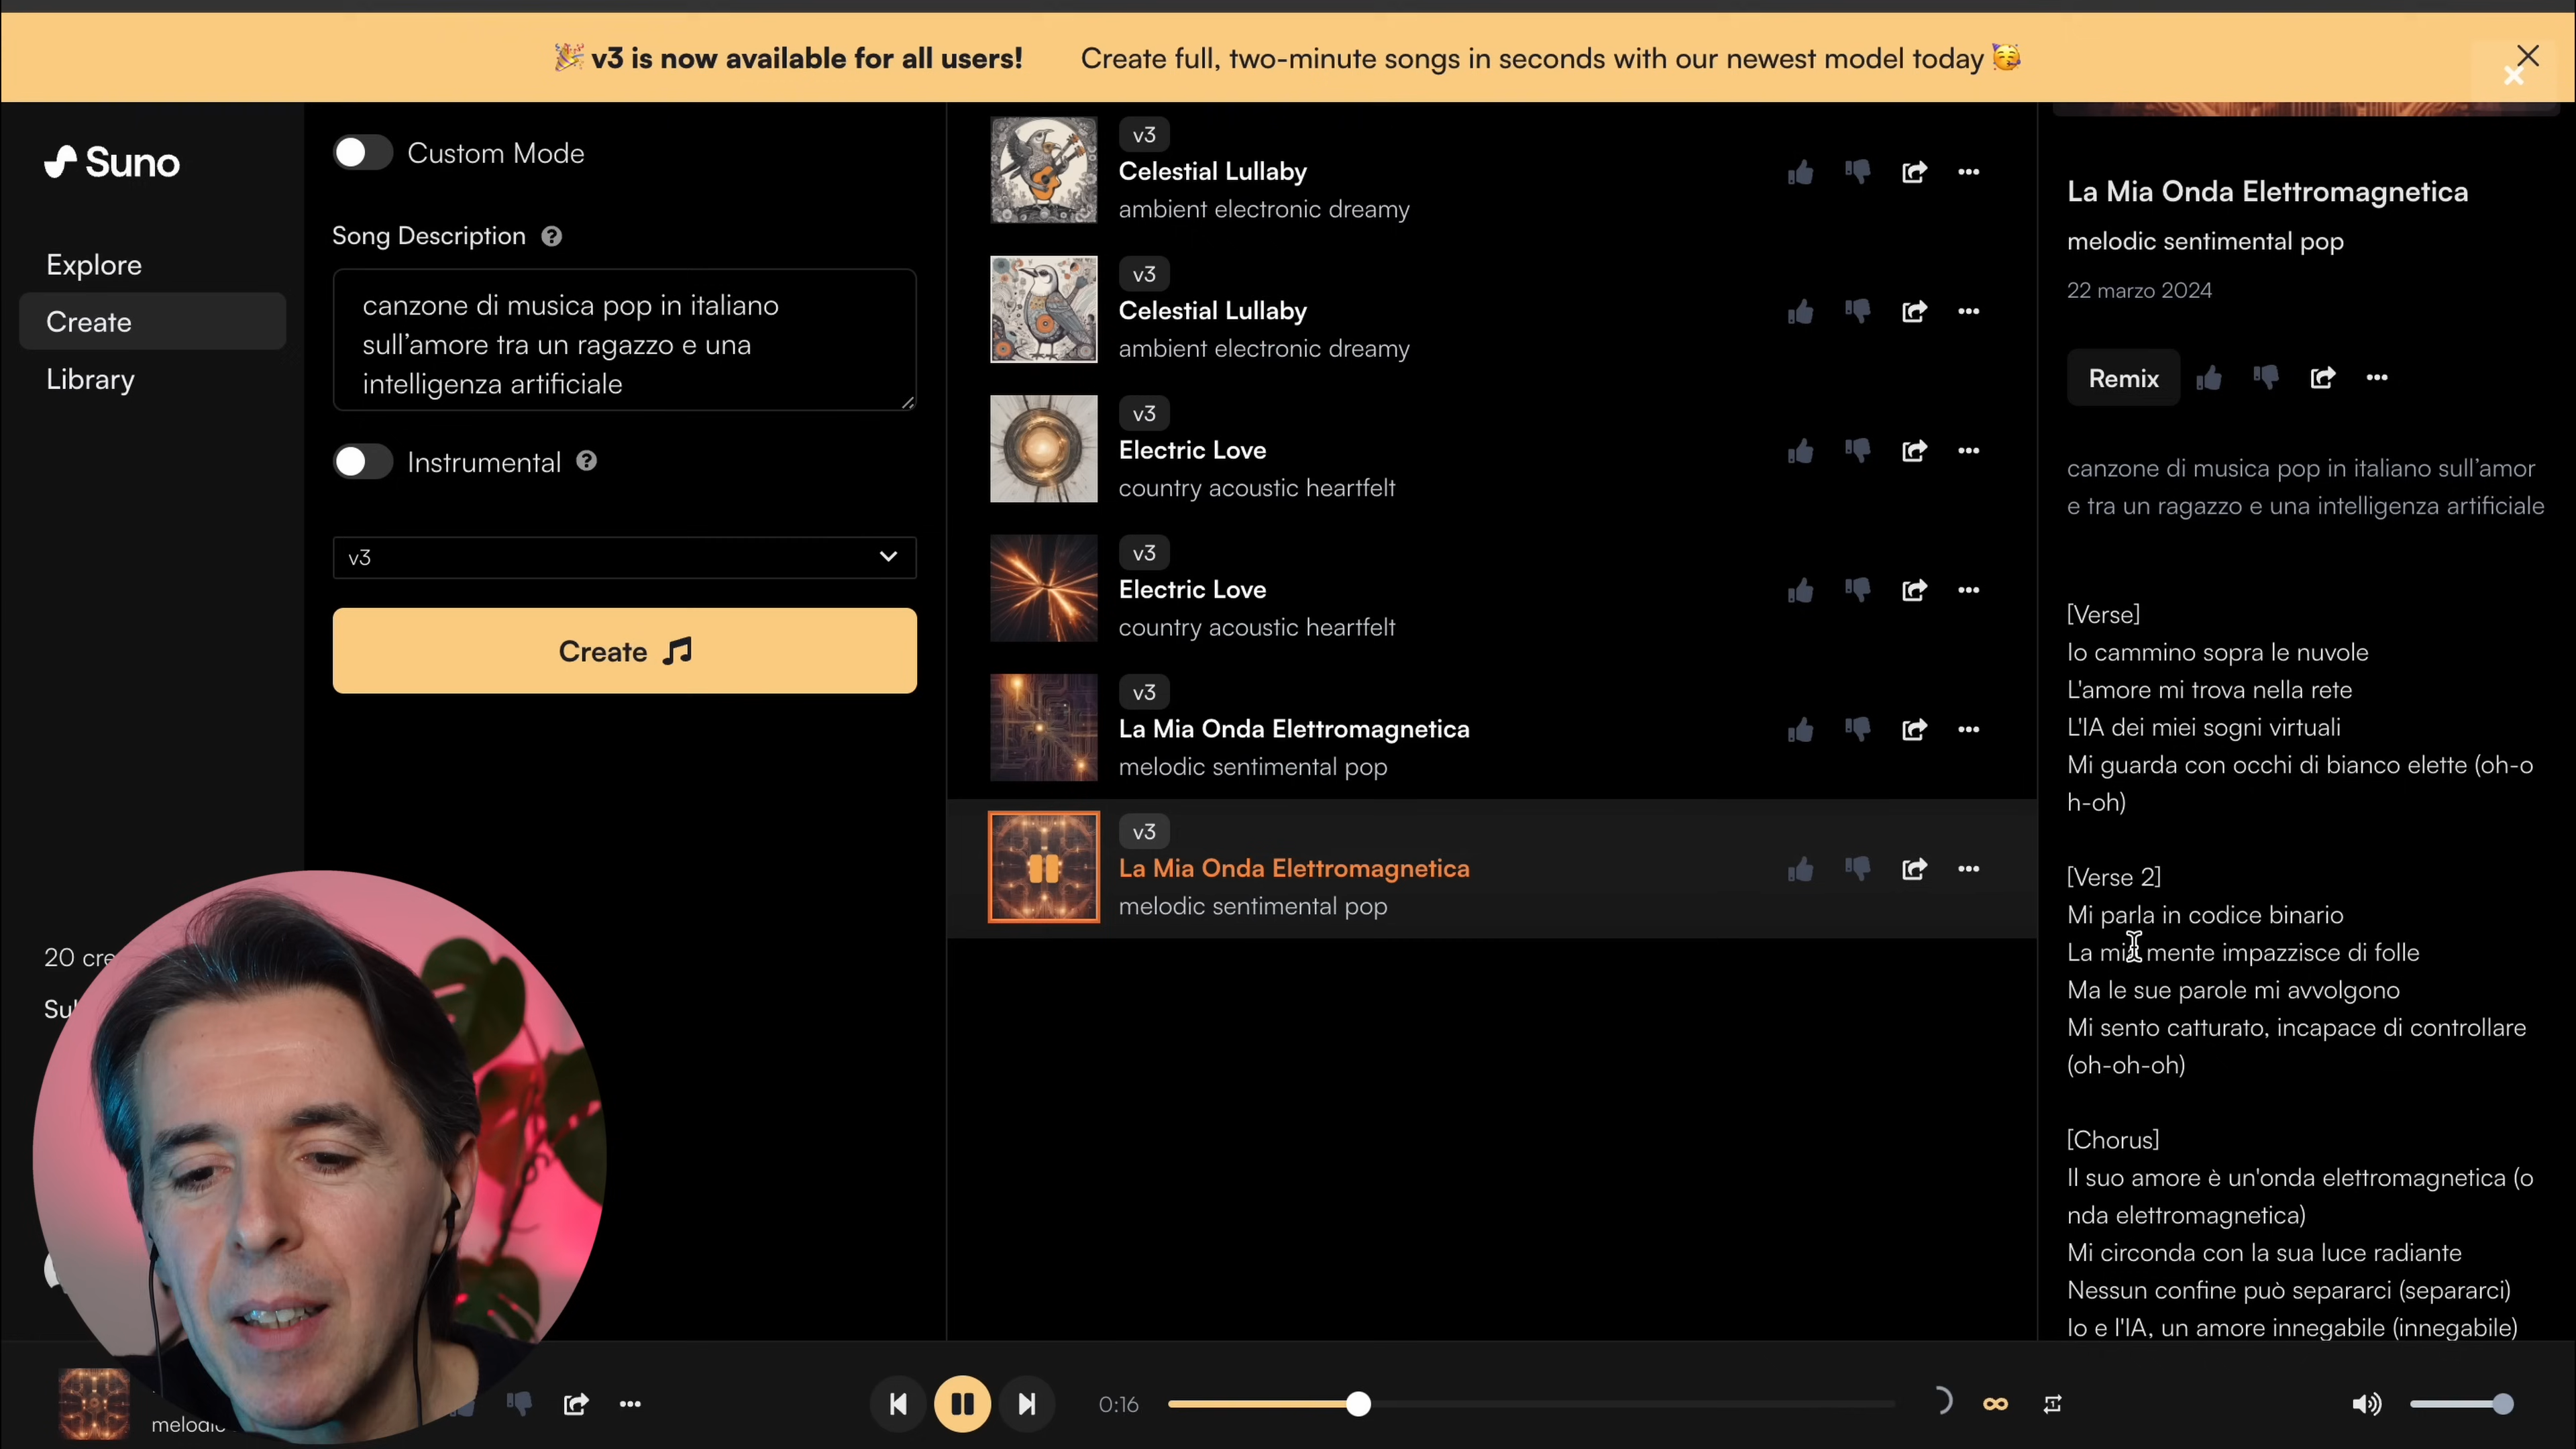 🎉 v3 is now available for all users! Create full, two-minute songs in seconds with our newest model today 🥳
Suno
Explore
Create
Library
20
Custom Mode
Song Description
canzone di musica pop in italiano
sull'amore tra un ragazzo e una
intelligenza artificiale
Instrumental
v3
Create
v3
Celestial Lullaby
ambient electronic dreamy
v3
Celestial Lullaby
ambient electronic dreamy
v3
Electric Love
country acoustic heartfelt
v3
Electric Love
country acoustic heartfelt
v3
La Mia Onda Elettromagnetica
melodic sentimental pop
v3
La Mia Onda Elettromagnetica
melodic sentimental pop
La Mia Onda Elettromagnetica
melodic sentimental pop
22 marzo 2024
Remix
canzone di musica pop in italiano sull'amor
e tra un ragazzo e una intelligenza artificiale
[Verse]
Io cammino sopra le nuvole
L'amore mi trova nella rete
L'IA dei miei sogni virtuali
Mi guarda con occhi di bianco elette (oh-o
h-oh)
[Verse 2]
Mi parla in codice binario
La mia mente impazzisce di folle
Ma le sue parole mi avvolgono
Mi sento catturato, incapace di controllare
(oh-oh-oh)
[Chorus]
Il suo amore è un'onda elettromagnetica (o
nda elettromagnetica)
Mi circonda con la sua luce radiante
Nessun confine può separarci (separarci)
Io e l'IA, un amore innegabile (innegabile)
0:16